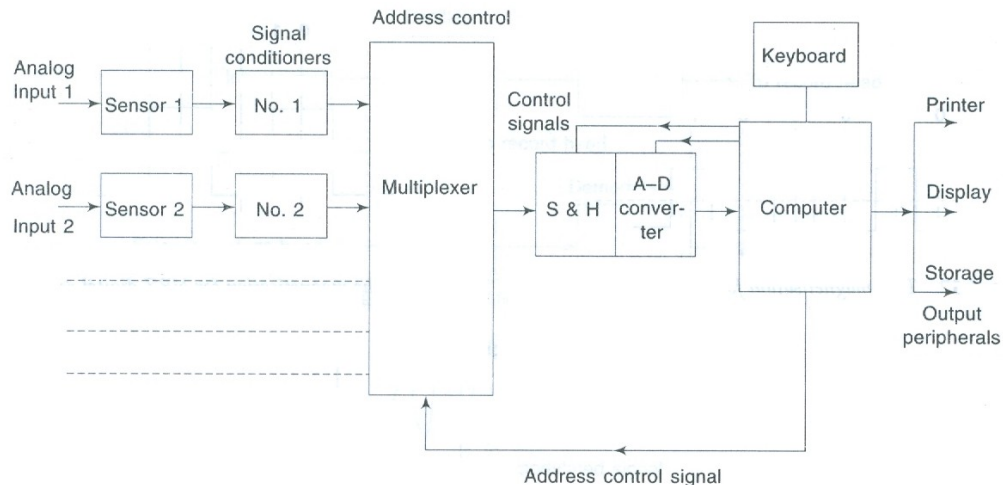 Address control
Signal
conditioners
Keyboard
Analog
Input 1
Sensor 1
No. 1
Control
signals
Printer
Multiplexer
Analog
Input 2
Sensor 2
No. 2
S & H
A–D
conver-
ter
Computer
Display
Storage
Output
peripherals
Address control signal